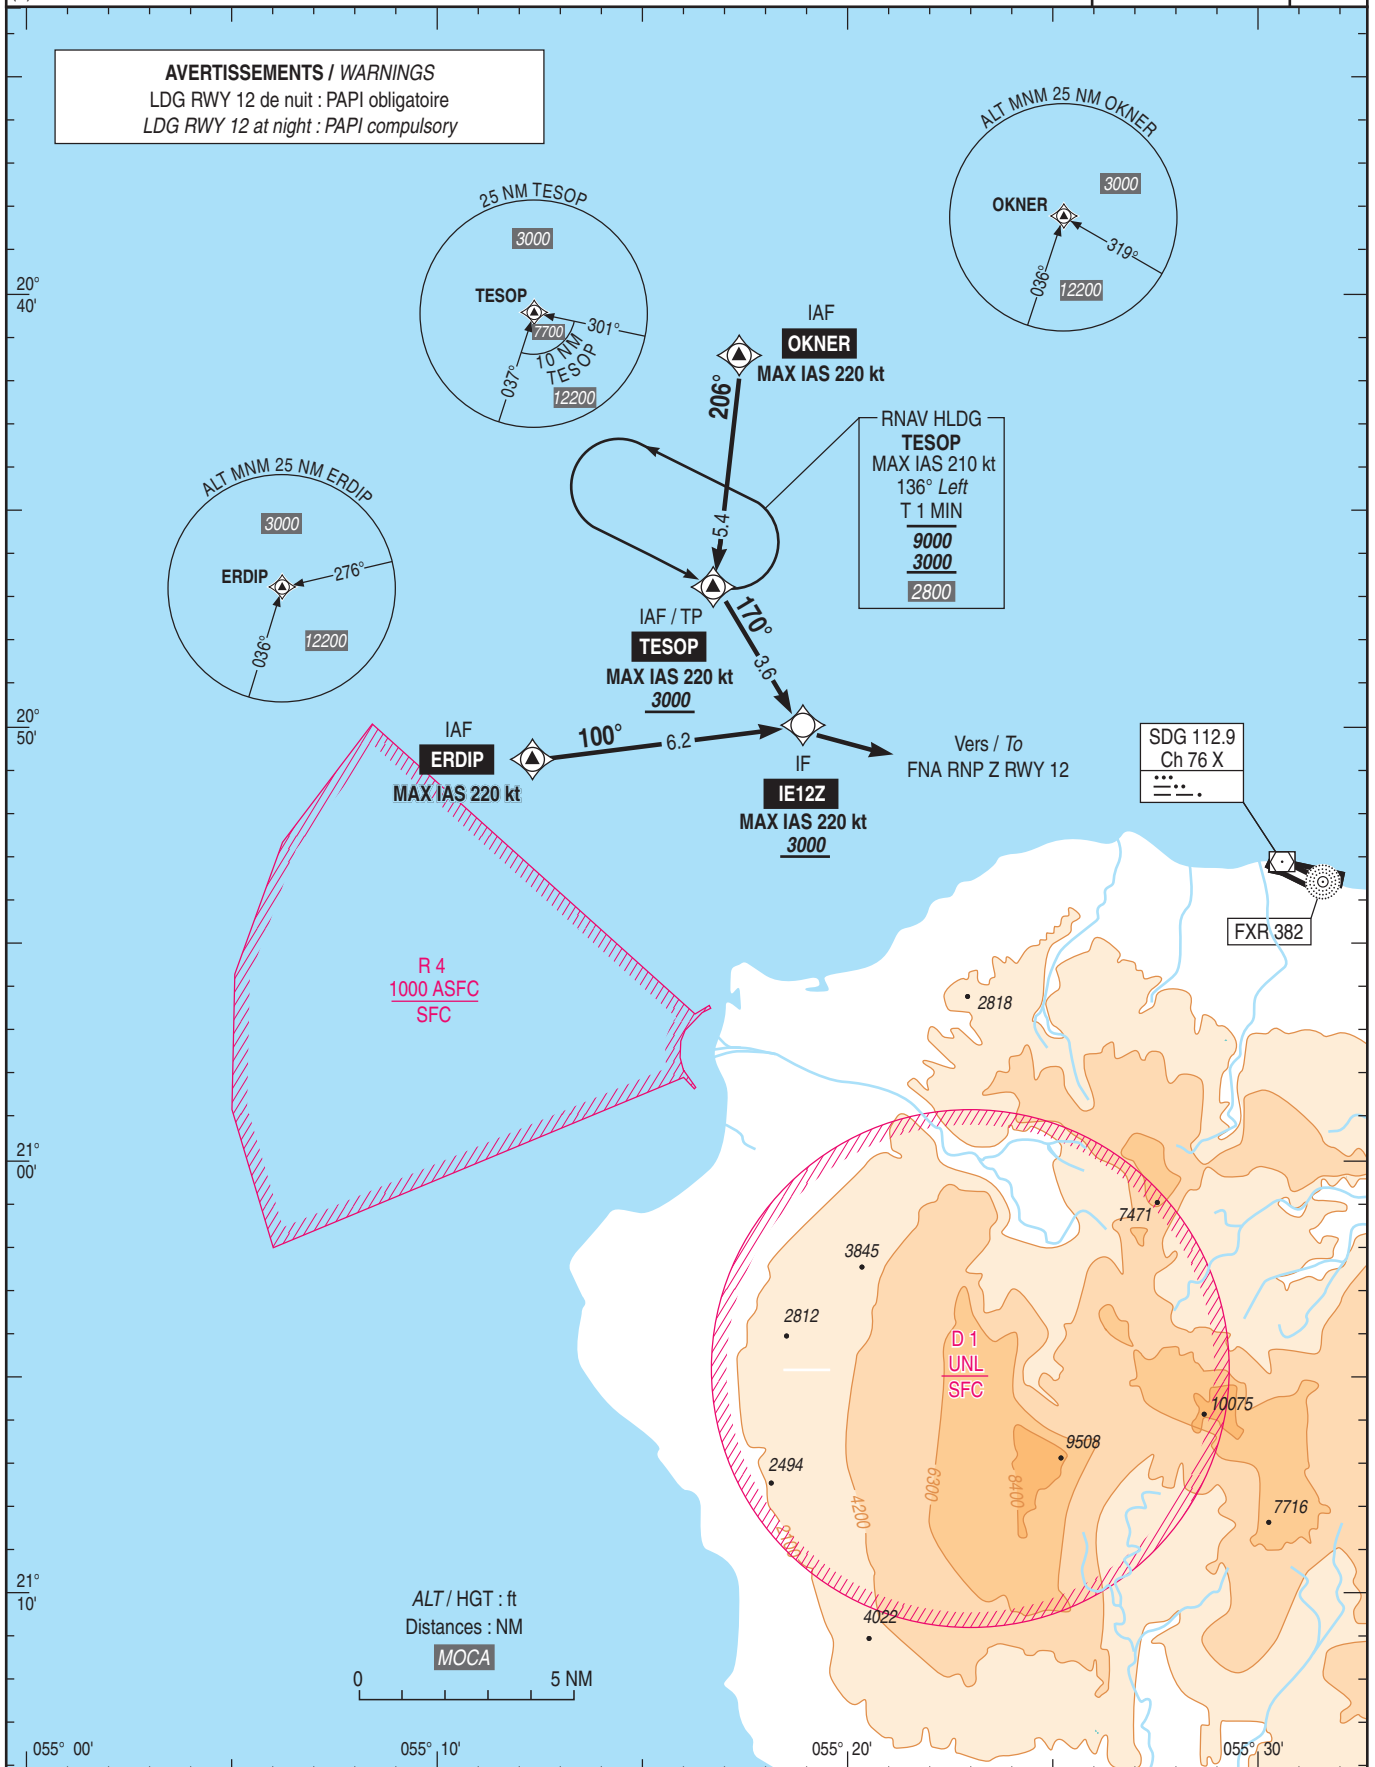 AVERTISSEMENTS / WARNINGS
LDG RWY 12 de nuit : PAPI obligatoire
LDG RWY 12 at night : PAPI compulsory
ALT MNM 25 NM OKNER
3000
OKNER
319°
036°
12200
25 NM TESOP
3000
TESOP
7700
301°
10 NM
TESOP
037°
12200
20°
40'
IAF
OKNER
MAX IAS 220 kt
206°
5.4
RNAV HLDG
TESOP
MAX IAS 210 kt
136° Left
T 1 MIN
9000
3000
2800
ALT MNM 25 NM ERDIP
3000
ERDIP
276°
036°
12200
IAF / TP
TESOP
MAX IAS 220 kt
3000
170°
3.6
20°
50'
IAF
ERDIP
MAX IAS 220 kt
100°
6.2
IF
IE12Z
MAX IAS 220 kt
3000
Vers / To
FNA RNP Z RWY 12
SDG 112.9
Ch 76 X
FXR 382
R 4
1000 ASFC
SFC
2818
21°
00'
7471
3845
2812
D 1
UNL
SFC
10075
9508
2494
6300
8400
4200
7716
21°
10'
4022
ALT / HGT : ft
Distances : NM
MOCA
0 5 NM
055° 00'
055° 10'
055° 20'
055° 30'